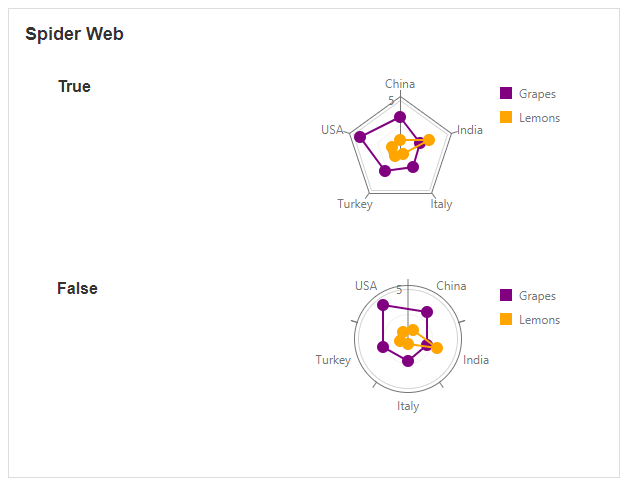 Spider Web
True
China
5
Grapes
Lemons
USA
India
Turkey
Italy
False
USA
5
China
Grapes
Lemons
Turkey
India
Italy